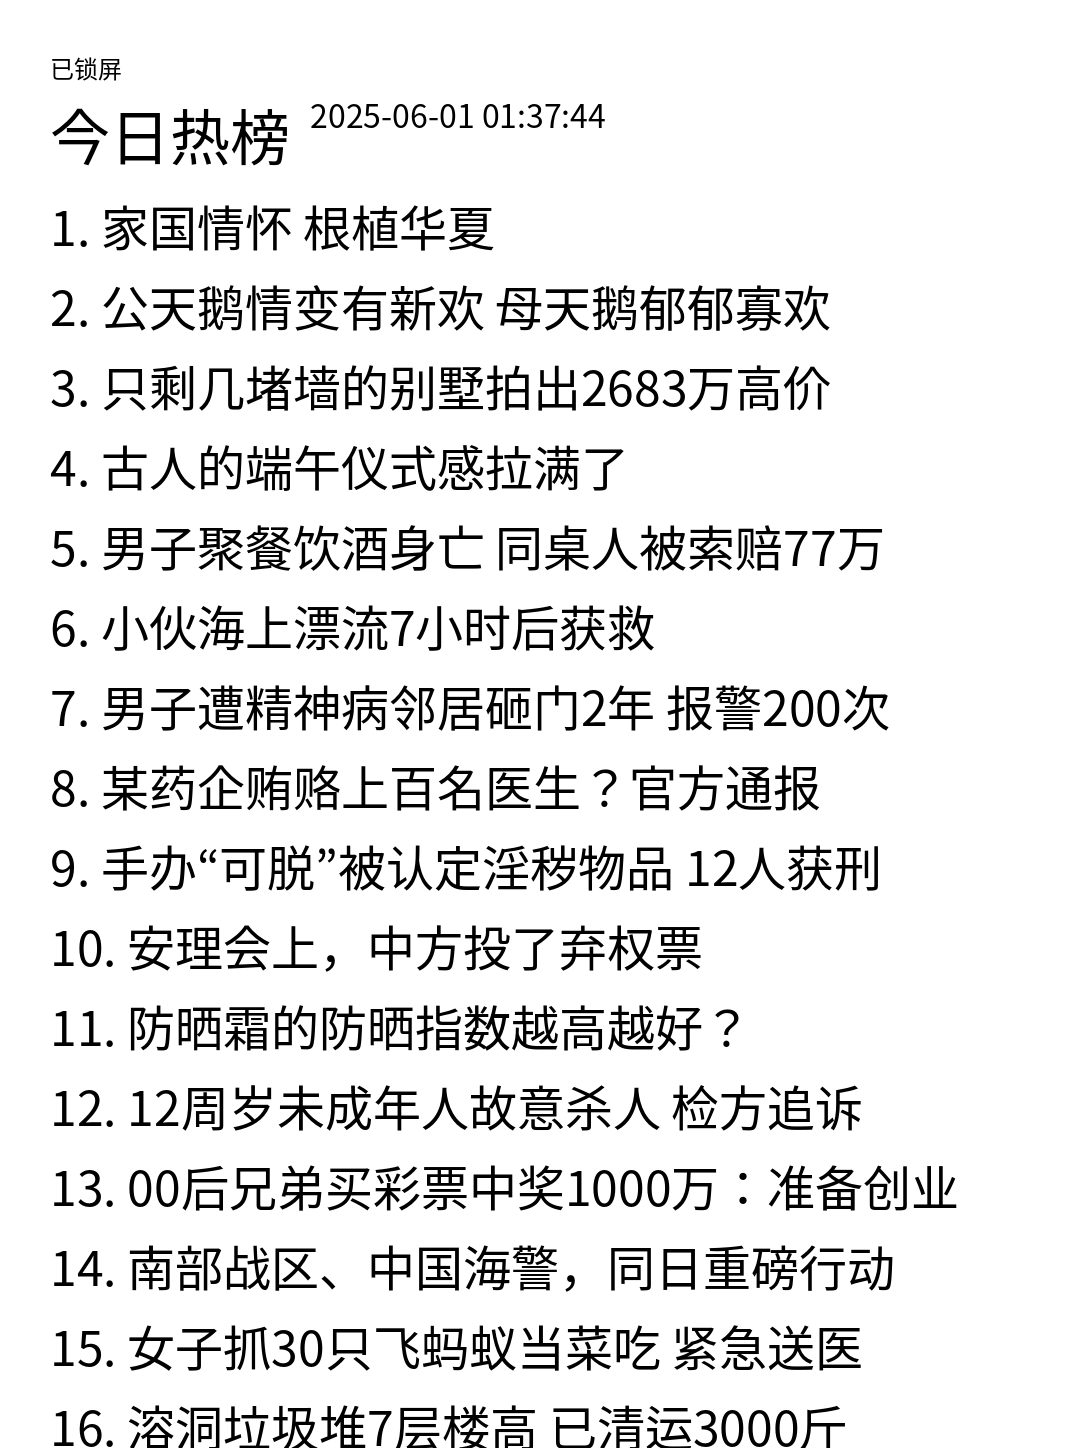 已锁屏
今日热榜 2025-06-01 01:37:44
1. 家国情怀 根植华夏
2. 公天鹅情变有新欢 母天鹅郁郁寡欢
3. 只剩几堵墙的别墅拍出2683万高价
4. 古人的端午仪式感拉满了
5. 男子聚餐饮酒身亡 同桌人被索赔77万
6. 小伙海上漂流7小时后获救
7. 男子遭精神病邻居砸门2年 报警200次
8. 某药企贿赂上百名医生？官方通报
9. 手办“可脱”被认定淫秽物品 12人获刑
10. 安理会上，中方投了弃权票
11. 防晒霜的防晒指数越高越好？
12. 12周岁未成年人故意杀人 检方追诉
13. 00后兄弟买彩票中奖1000万：准备创业
14. 南部战区、中国海警，同日重磅行动
15. 女子抓30只飞蚂蚁当菜吃 紧急送医
16. 溶洞垃圾堆7层楼高 已清运3000斤